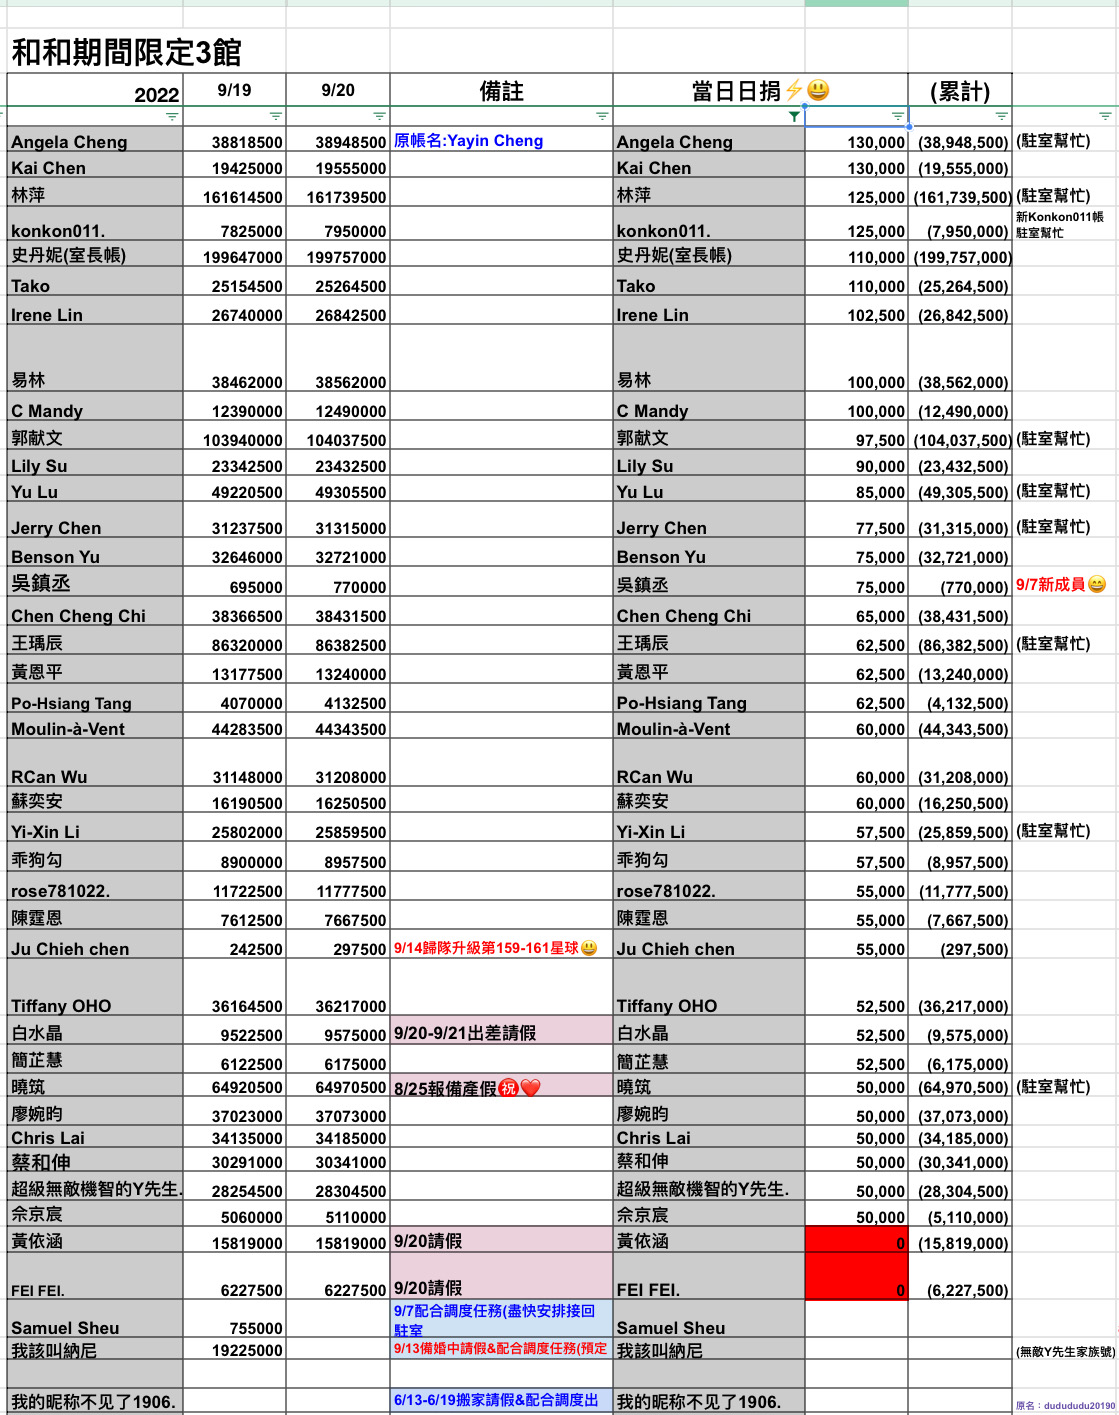 和和期間限定3館
2022 9/19 9/20 備註 當日日捐⚡😃 (累計)
Angela Cheng 38818500 38948500 原帳名:Yayin Cheng Angela Cheng 130,000 (38,948,500) (駐室幫忙)
Kai Chen 19425000 19555000 Kai Chen 130,000 (19,555,000)
林萍 161614500 161739500 林萍 125,000 (161,739,500) (駐室幫忙)
新Konkon011帳
konkon011. 7825000 7950000 konkon011. 125,000 (7,950,000) 駐室幫忙
史丹妮(室長帳) 199647000 199757000 史丹妮(室長帳) 110,000 (199,757,000)
Tako 25154500 25264500 Tako 110,000 (25,264,500)
Irene Lin 26740000 26842500 Irene Lin 102,500 (26,842,500)
易林 38462000 38562000 易林 100,000 (38,562,000)
C Mandy 12390000 12490000 C Mandy 100,000 (12,490,000)
郭献文 103940000 104037500 郭献文 97,500 (104,037,500) (駐室幫忙)
Lily Su 23342500 23432500 Lily Su 90,000 (23,432,500)
Yu Lu 49220500 49305500 Yu Lu 85,000 (49,305,500) (駐室幫忙)
Jerry Chen 31237500 31315000 Jerry Chen 77,500 (31,315,000) (駐室幫忙)
Benson Yu 32646000 32721000 Benson Yu 75,000 (32,721,000)
吳鎮丞 695000 770000 吳鎮丞 75,000 (770,000) 9/7新成員😄
Chen Cheng Chi 38366500 38431500 Chen Cheng Chi 65,000 (38,431,500)
王瑀辰 86320000 86382500 王瑀辰 62,500 (86,382,500) (駐室幫忙)
黃恩平 13177500 13240000 黃恩平 62,500 (13,240,000)
Po-Hsiang Tang 4070000 4132500 Po-Hsiang Tang 62,500 (4,132,500)
Moulin-à-Vent 44283500 44343500 Moulin-à-Vent 60,000 (44,343,500)
RCan Wu 31148000 31208000 RCan Wu 60,000 (31,208,000)
蘇奕安 16190500 16250500 蘇奕安 60,000 (16,250,500)
Yi-Xin Li 25802000 25859500 Yi-Xin Li 57,500 (25,859,500) (駐室幫忙)
乖狗勾 8900000 8957500 乖狗勾 57,500 (8,957,500)
rose781022. 11722500 11777500 rose781022. 55,000 (11,777,500)
陳霆恩 7612500 7667500 陳霆恩 55,000 (7,667,500)
Ju Chieh chen 242500 297500 9/14歸隊升級第159-161星球😃 Ju Chieh chen 55,000 (297,500)
Tiffany OHO 36164500 36217000 Tiffany OHO 52,500 (36,217,000)
白水晶 9522500 9575000 9/20-9/21出差請假 白水晶 52,500 (9,575,000)
簡芷慧 6122500 6175000 簡芷慧 52,500 (6,175,000)
曉筑 64920500 64970500 8/25報備產假㊗️❤️ 曉筑 50,000 (64,970,500) (駐室幫忙)
廖婉昀 37023000 37073000 廖婉昀 50,000 (37,073,000)
Chris Lai 34135000 34185000 Chris Lai 50,000 (34,185,000)
蔡和伸 30291000 30341000 蔡和伸 50,000 (30,341,000)
超級無敵機智的Y先生. 28254500 28304500 超級無敵機智的Y先生. 50,000 (28,304,500)
佘京宸 5060000 5110000 佘京宸 50,000 (5,110,000)
黃依涵 15819000 15819000 9/20請假 黃依涵 0 (15,819,000)
FEI FEI. 6227500 6227500 9/20請假 FEI FEI. 0 (6,227,500)
9/7配合調度任務(盡快安排接回
Samuel Sheu 755000 駐室 Samuel Sheu
我該叫納尼 19225000 9/13備婚中請假&配合調度任務(預定 我該叫納尼 (無敵Y先生家族號)
我的昵称不见了1906. 6/13-6/19搬家請假&配合調度出 我的昵称不见了1906. 原名：dudududu20190